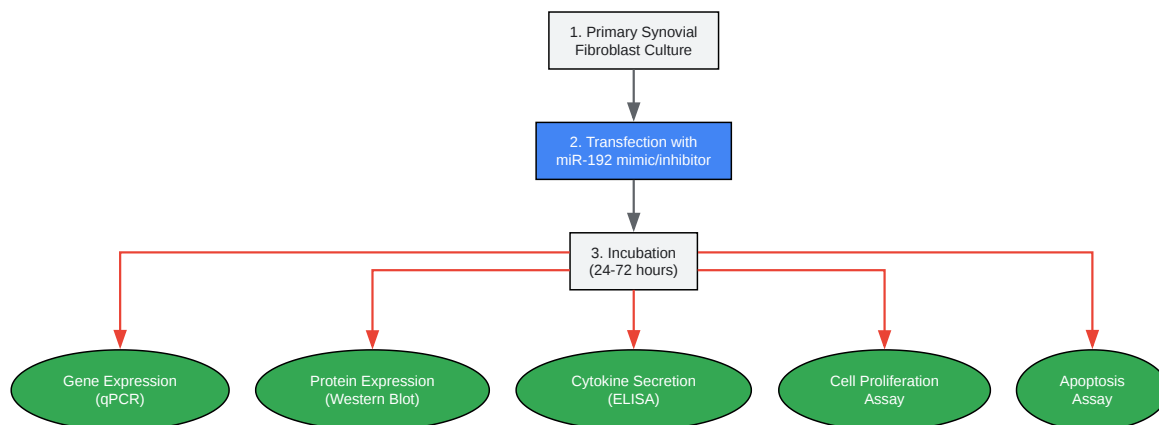 1. Primary Synovial
Fibroblast Culture
2. Transfection with
miR-192 mimic/inhibitor
3. Incubation
(24-72 hours)
Gene Expression
(qPCR)
Protein Expression
(Western Blot)
Cytokine Secretion
(ELISA)
Cell Proliferation
Assay
Apoptosis
Assay